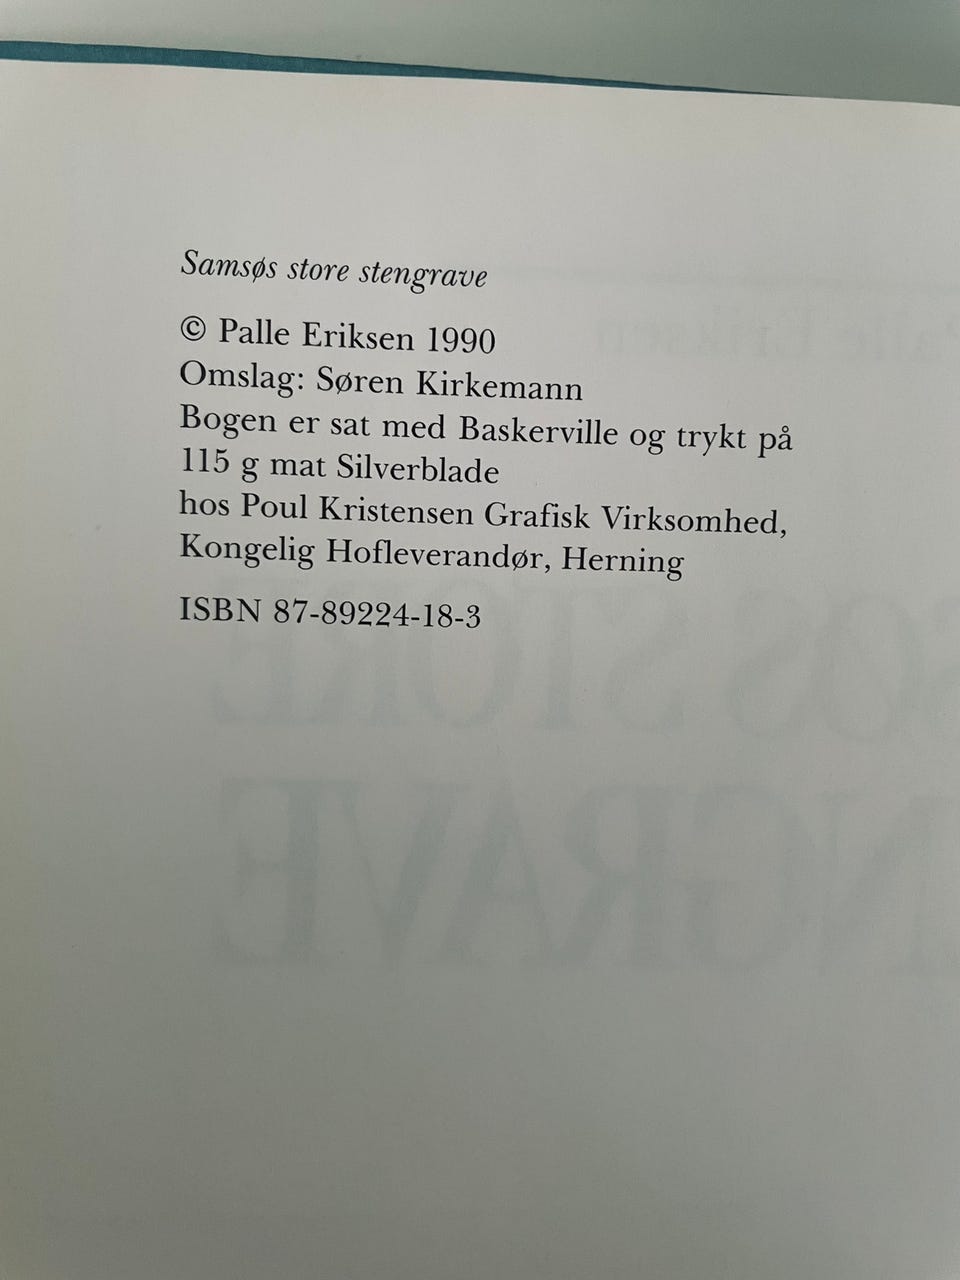 Samsøs store stengrave
© Palle Eriksen 1990
Omslag: Søren Kirkemann
Bogen er sat med Baskerville og trykt på
115 g mat Silverblade
hos Poul Kristensen Grafisk Virksomhed,
Kongelig Hofleverandør, Herning
ISBN 87-89224-18-3